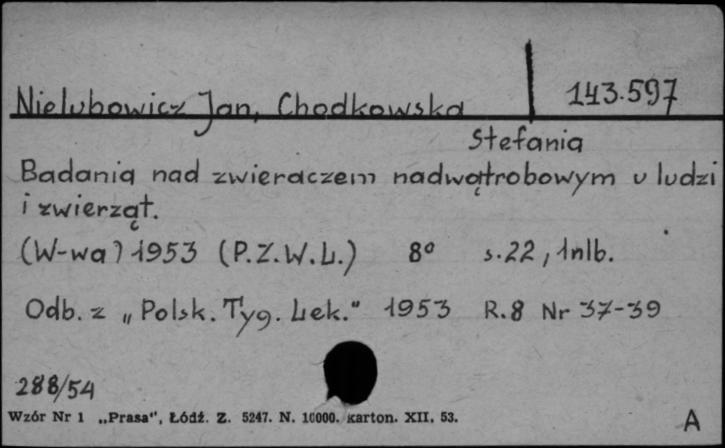 Nielubowicz Jan, Chodkowska 143.597
Stefania
Badania nad zwieraczem nadwątrobowym u ludzi
i zwierząt.
(W-wa) 1953 (P.Z.W.L.) 8° s.22, 1nlb.
Odb. z „Polsk. Tyg. Lek." 1953 R.8 Nr 37-39
288/54
Wzór Nr 1 „Prasa", Łódź. Z. 5247. N. 10000. karton. XII. 53.
A